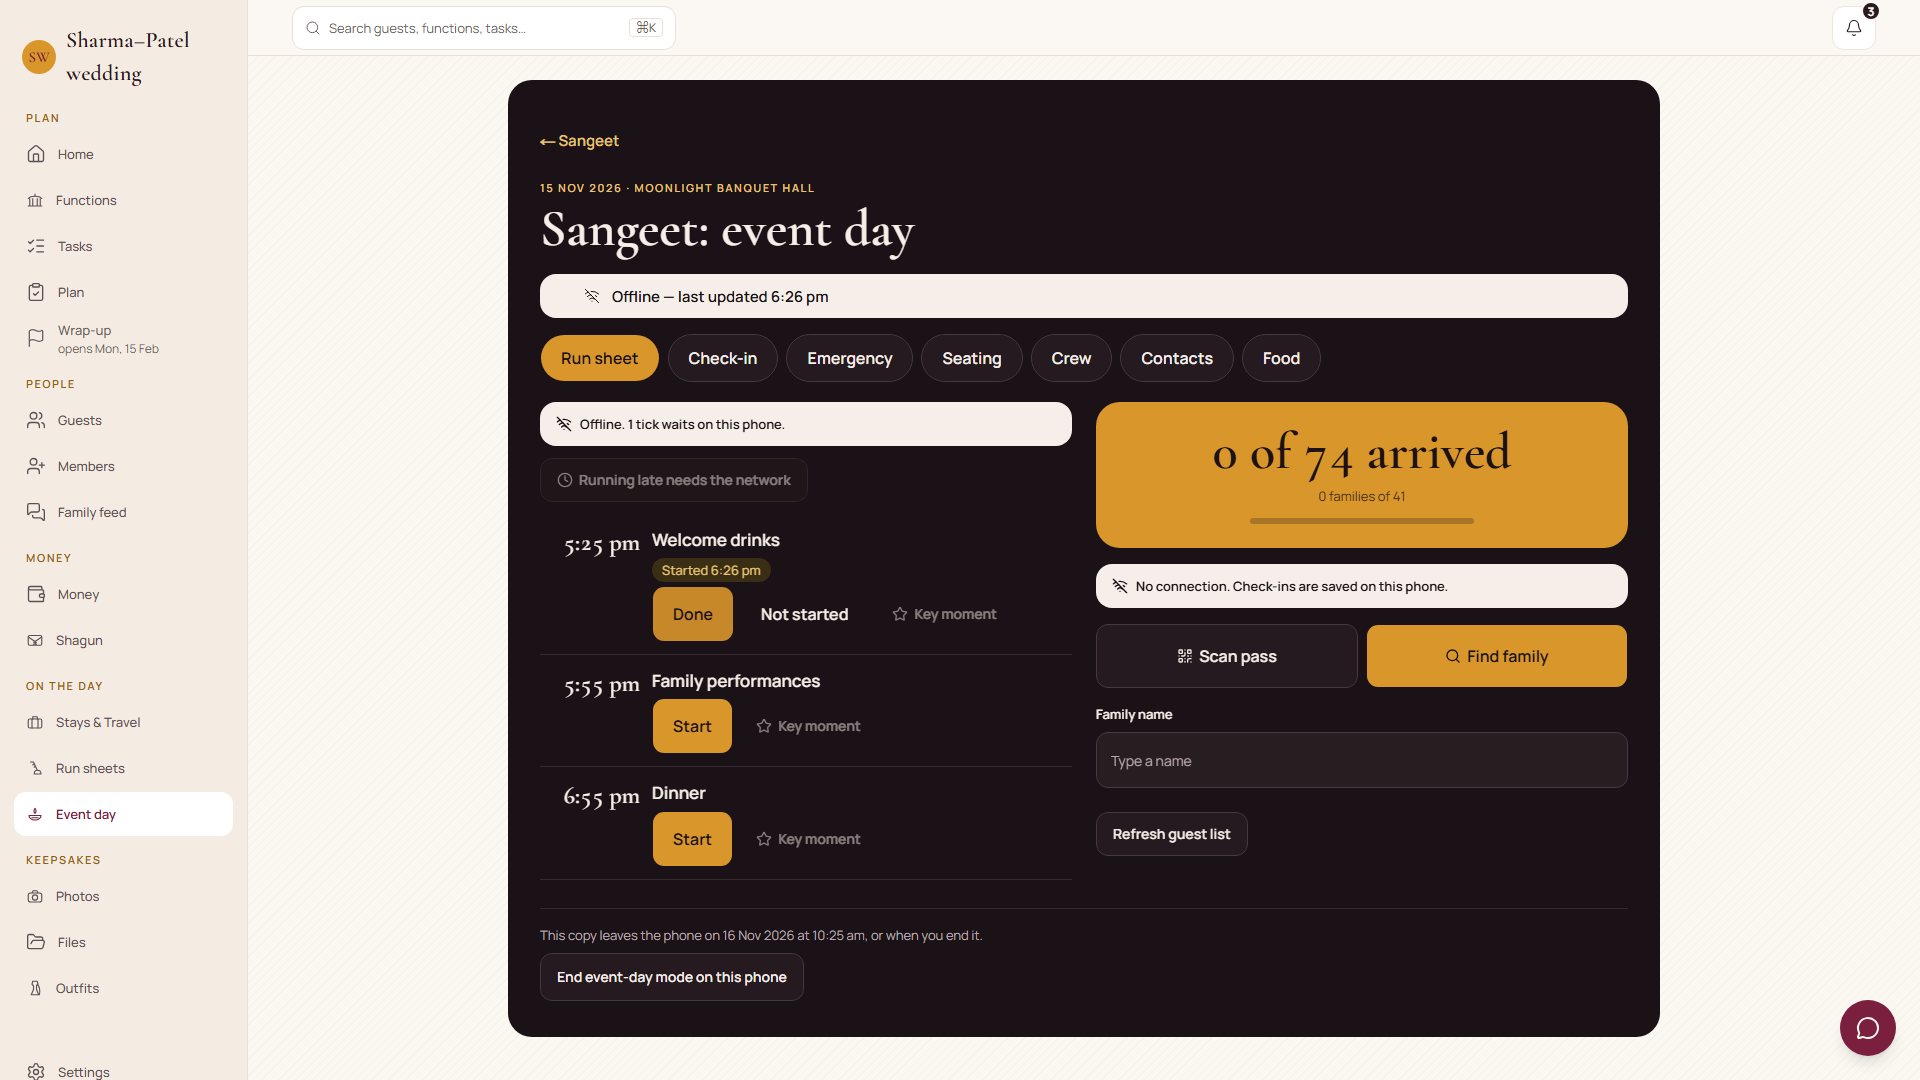 SW
Sharma–Patel
wedding
PLAN
Home
Functions
Tasks
Plan
Wrap-up
opens Mon, 15 Feb
PEOPLE
Guests
Members
Family feed
MONEY
Money
Shagun
ON THE DAY
Stays & Travel
Run sheets
Event day
KEEPSAKES
Photos
Files
Outfits
Settings
Search guests, functions, tasks...
⌘K
3
← Sangeet
15 NOV 2026 · MOONLIGHT BANQUET HALL
Sangeet: event day
Offline — last updated 6:26 pm
Run sheet
Check-in
Emergency
Seating
Crew
Contacts
Food
Offline. 1 tick waits on this phone.
Running late needs the network
5:25 pm
Welcome drinks
Started 6:26 pm
Done
Not started
Key moment
5:55 pm
Family performances
Start
Key moment
6:55 pm
Dinner
Start
Key moment
0 of 74 arrived
0 families of 41
No connection. Check-ins are saved on this phone.
Scan pass
Find family
Family name
Type a name
Refresh guest list
This copy leaves the phone on 16 Nov 2026 at 10:25 am, or when you end it.
End event-day mode on this phone